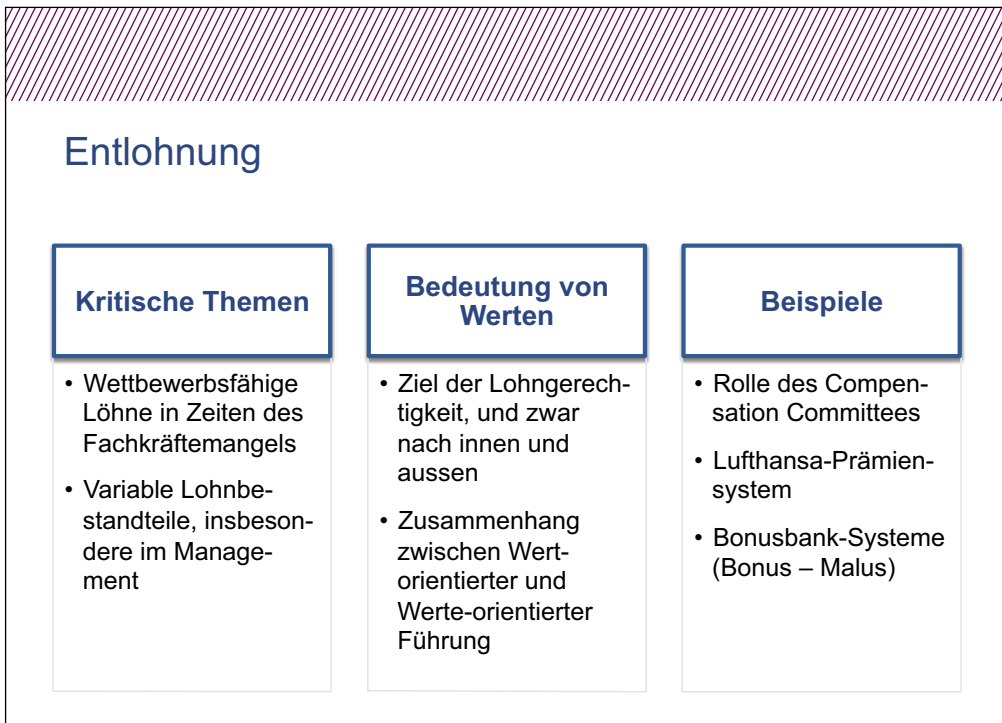 Entlohnung
Kritische Themen
• Wettbewerbsfähige
Löhne in Zeiten des
Fachkräftemangels
• Variable Lohnbe-
standteile, insbeson-
dere im Manage-
ment
Bedeutung von
Werten
• Ziel der Lohngerech-
tigkeit, und zwar
nach innen und
aussen
• Zusammenhang
zwischen Wert-
orientierter und
Werte-orientierter
Führung
Beispiele
• Rolle des Compen-
sation Committees
• Lufthansa-Prämien-
system
• Bonusbank-Systeme
(Bonus – Malus)